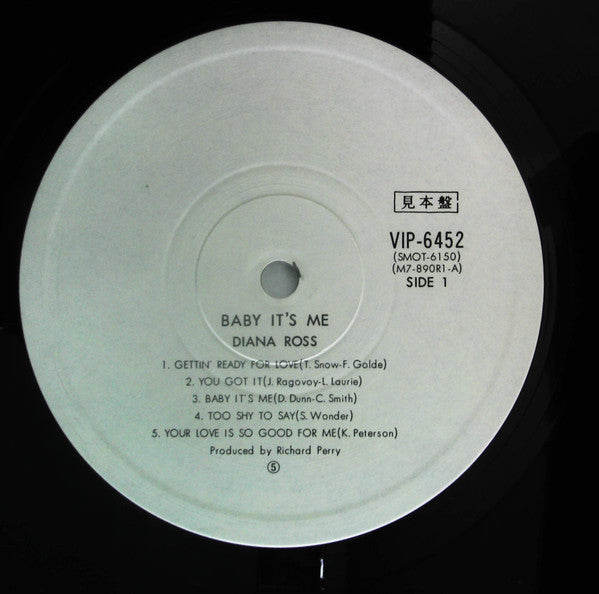 見本盤
VIP-6452
(SMOT-6150)
(M7-890R1-A)
SIDE 1
BABY IT'S ME
DIANA ROSS
1. GETTIN' READY FOR LOVE(T. Snow-F. Golde)
2. YOU GOT IT(J. Ragovoy-L. Laurie)
3. BABY IT'S ME(D. Dunn-C. Smith)
4. TOO SHY TO SAY(S. Wonder)
5. YOUR LOVE IS SO GOOD FOR ME(K. Peterson)
Produced by Richard Perry
⑤